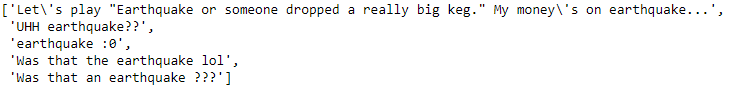 ['Let\'s play "Earthquake or someone dropped a really big keg." My money\'s on earthquake...',
'UHH earthquake??',
'earthquake :0',
'Was that the earthquake lol',
'Was that an earthquake ???']